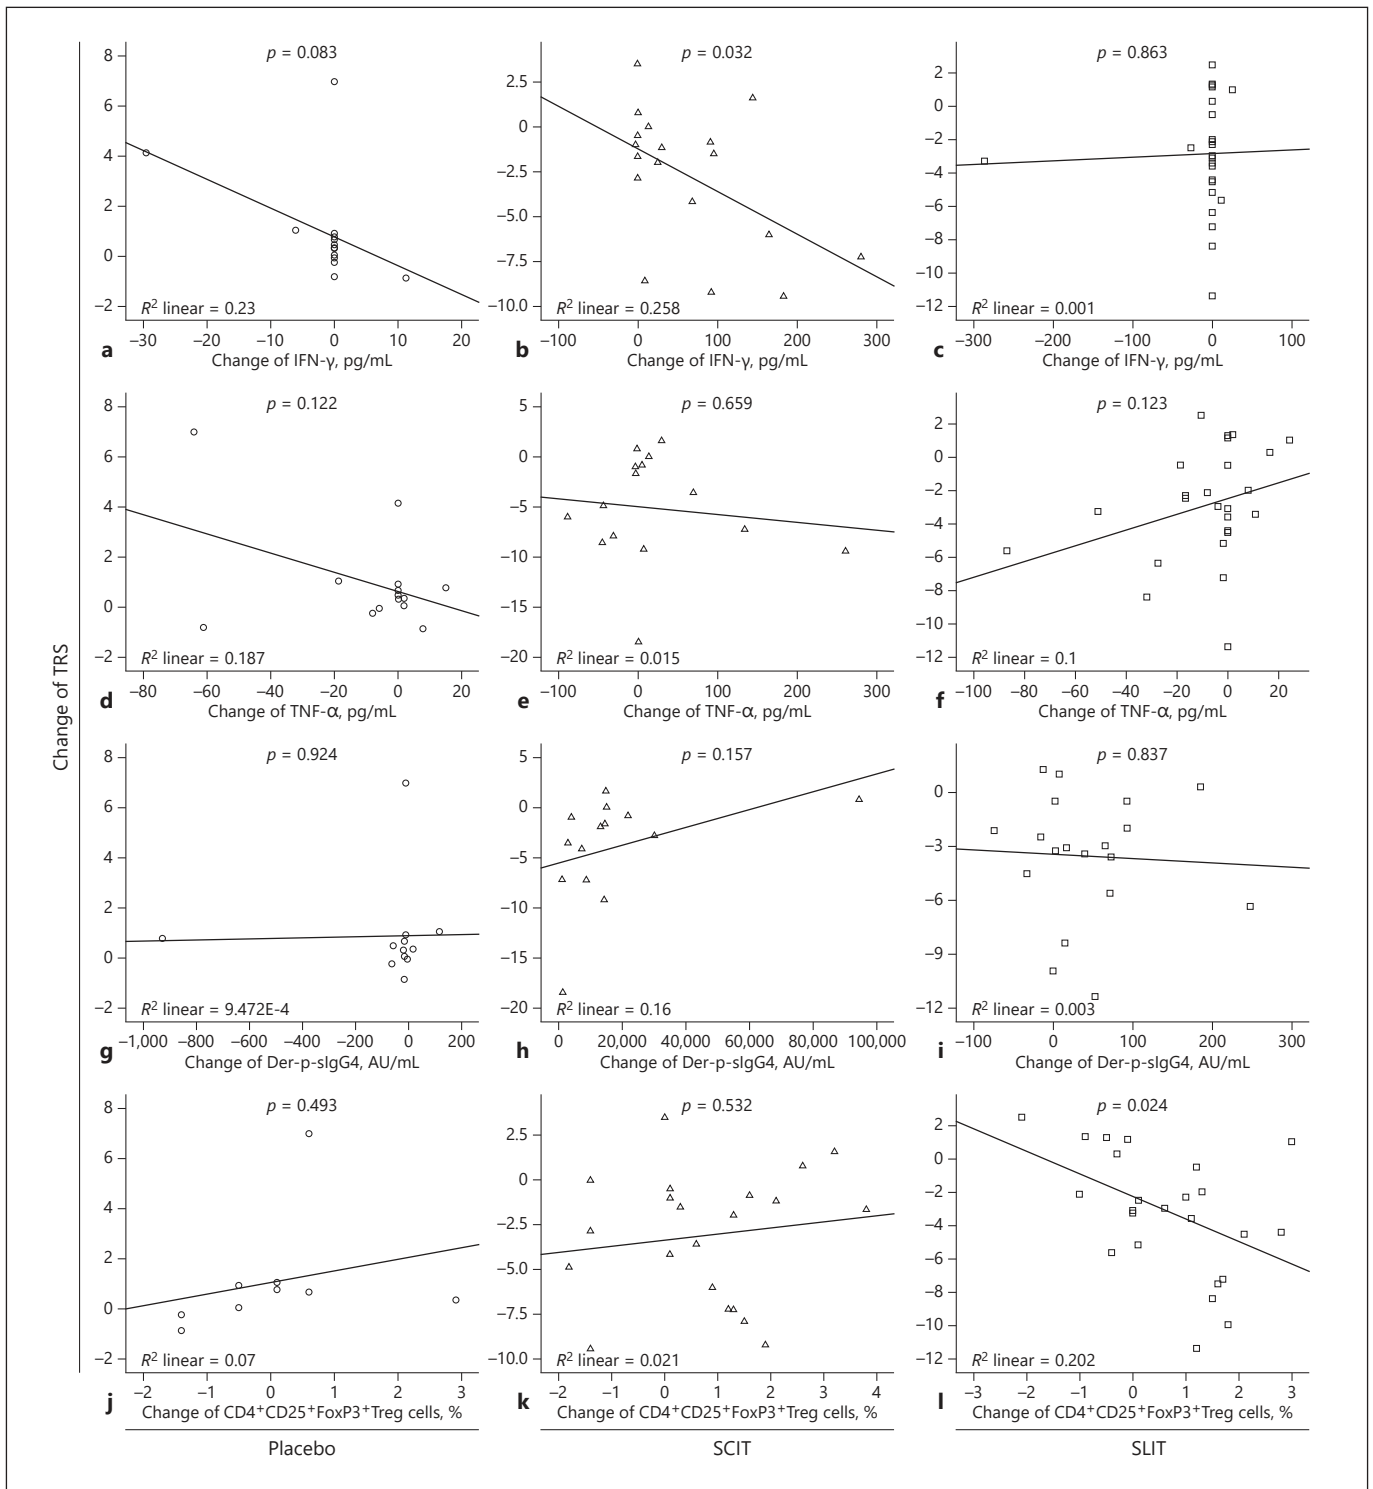 Change of TRS
p = 0.083
8
6
4
2
0
−2
R² linear = 0.23
−30 −20 −10 0 10 20
a Change of IFN-γ, pg/mL
p = 0.032
2.5
0
−2.5
−5.0
−7.5
−10.0
R² linear = 0.258
−100 0 100 200 300
b Change of IFN-γ, pg/mL
p = 0.863
2
0
−2
−4
−6
−8
−10
−12
R² linear = 0.001
−300 −200 −100 0 100
c Change of IFN-γ, pg/mL
p = 0.122
8
6
4
2
0
−2
R² linear = 0.187
−80 −60 −40 −20 0 20
d Change of TNF-α, pg/mL
p = 0.659
5
0
−5
−10
−15
−20
R² linear = 0.015
−100 0 100 200 300
e Change of TNF-α, pg/mL
p = 0.123
2
0
−2
−4
−6
−8
−10
−12
R² linear = 0.1
−100 −80 −60 −40 −20 0 20
f Change of TNF-α, pg/mL
p = 0.924
8
6
4
2
0
−2
R² linear = 9.472E-4
−1,000 −800 −600 −400 −200 0 200
g Change of Der-p-sIgG4, AU/mL
p = 0.157
5
0
−5
−10
−15
−20
R² linear = 0.16
0 20,000 40,000 60,000 80,000 100,000
h Change of Der-p-sIgG4, AU/mL
p = 0.837
0
−3
−6
−9
−12
R² linear = 0.003
−100 0 100 200 300
i Change of Der-p-sIgG4, AU/mL
p = 0.493
8
6
4
2
0
−2
R² linear = 0.07
−2 −1 0 1 2 3
j Change of CD4⁺CD25⁺FoxP3⁺Treg cells, %
p = 0.532
2.5
0
−2.5
−5.0
−7.5
−10.0
R² linear = 0.021
−2 −1 0 1 2 3 4
k Change of CD4⁺CD25⁺FoxP3⁺Treg cells, %
p = 0.024
2
0
−2
−4
−6
−8
−10
−12
R² linear = 0.202
−3 −2 −1 0 1 2 3
l Change of CD4⁺CD25⁺FoxP3⁺Treg cells, %
Placebo
SCIT
SLIT